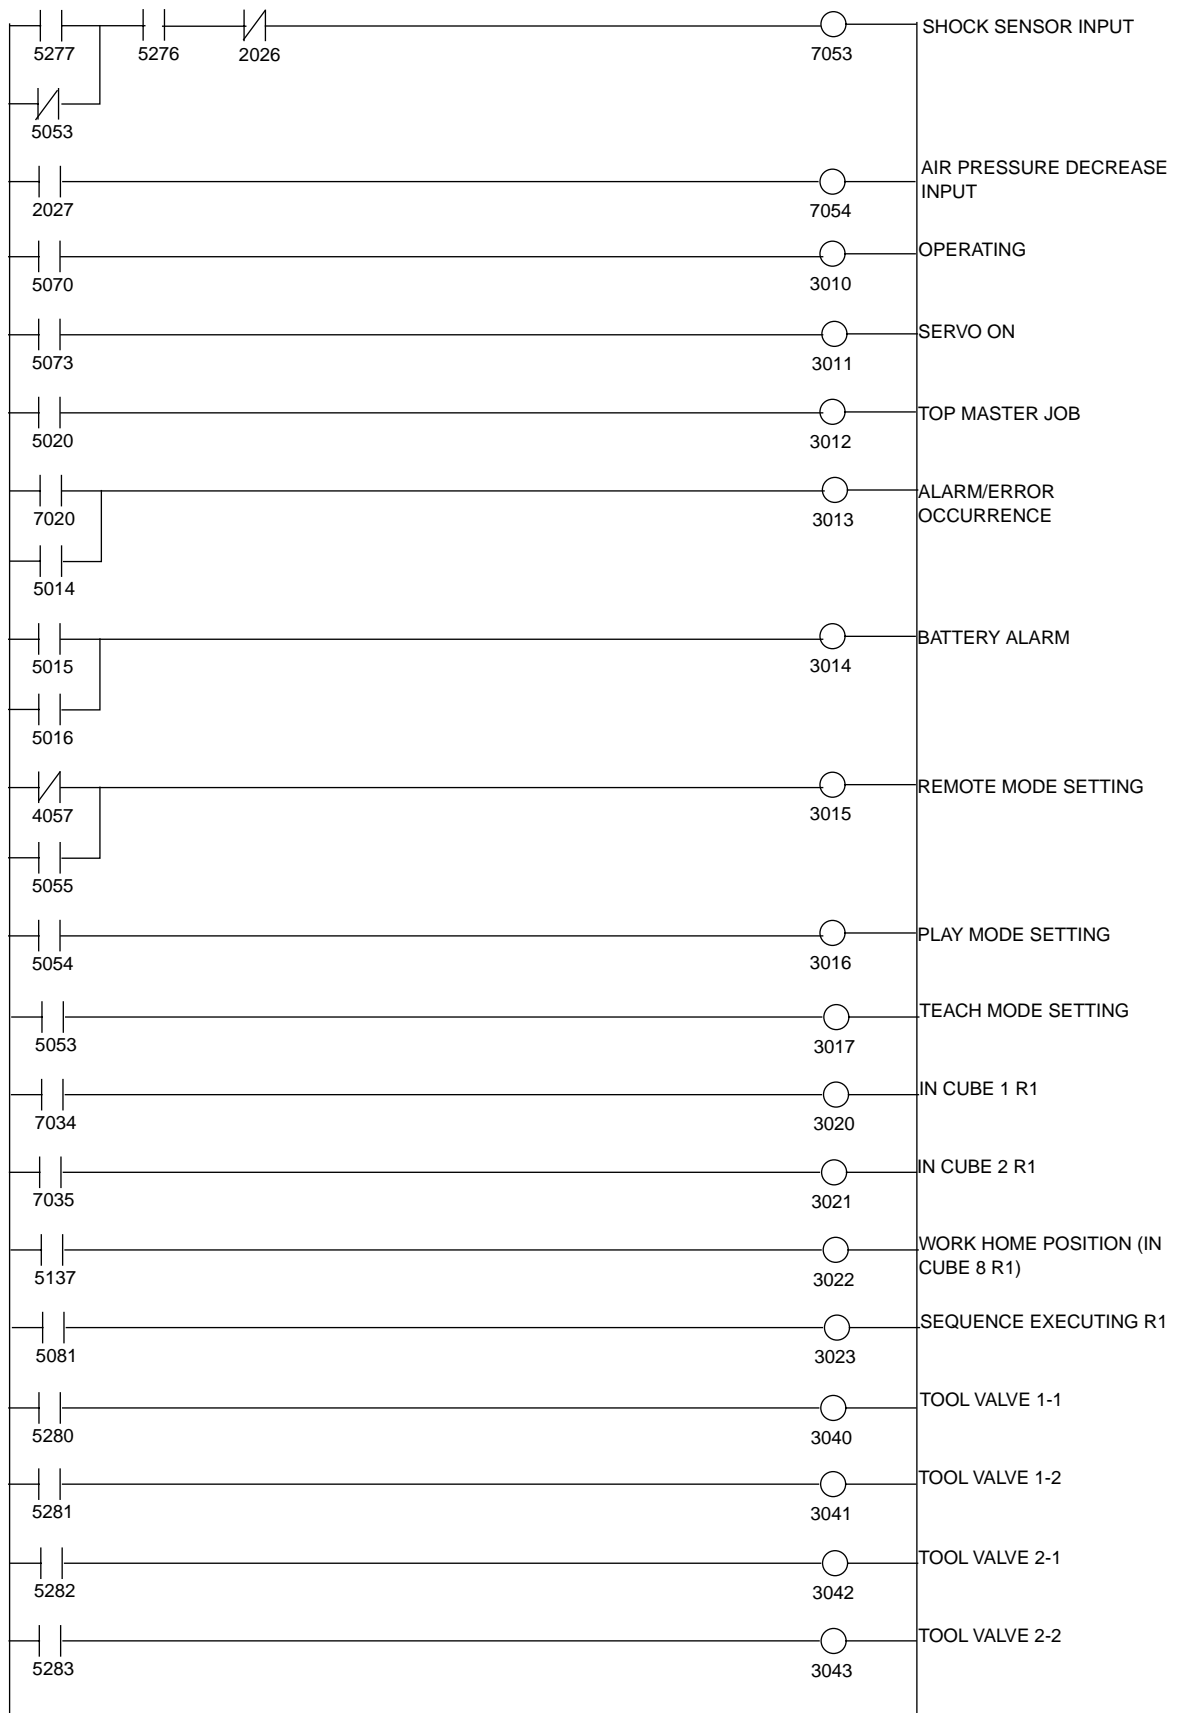 SHOCK SENSOR INPUT
5277
5276
2026
7053
5053
AIR PRESSURE DECREASE
INPUT
2027
7054
OPERATING
5070
3010
SERVO ON
5073
3011
TOP MASTER JOB
5020
3012
ALARM/ERROR
OCCURRENCE
7020
3013
5014
BATTERY ALARM
5015
3014
5016
REMOTE MODE SETTING
4057
3015
5055
PLAY MODE SETTING
5054
3016
TEACH MODE SETTING
5053
3017
IN CUBE 1 R1
7034
3020
IN CUBE 2 R1
7035
3021
WORK HOME POSITION (IN
CUBE 8 R1)
5137
3022
SEQUENCE EXECUTING R1
5081
3023
TOOL VALVE 1-1
5280
3040
TOOL VALVE 1-2
5281
3041
TOOL VALVE 2-1
5282
3042
TOOL VALVE 2-2
5283
3043